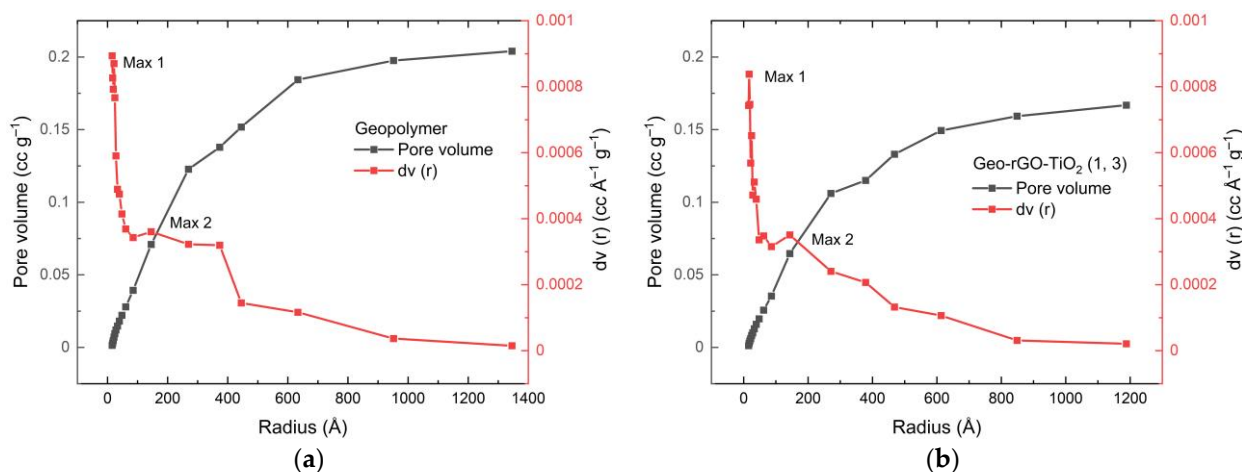 Pore volume (cc g⁻¹)
0.2
0.15
0.1
0.05
0
Max 1
Max 2
Geopolymer
Pore volume
dv (r)
0.001
0.0008
0.0006
0.0004
0.0002
0
dv (r) (cc Å⁻¹ g⁻¹)
0 200 400 600 800 1000 1200 1400
Radius (Å)
(a)
Pore volume (cc g⁻¹)
0.2
0.15
0.1
0.05
0
Max 1
Max 2
Geo-rGO-TiO₂ (1, 3)
Pore volume
dv (r)
0.001
0.0008
0.0006
0.0004
0.0002
0
dv (r) (cc Å⁻¹ g⁻¹)
0 200 400 600 800 1000 1200
Radius (Å)
(b)